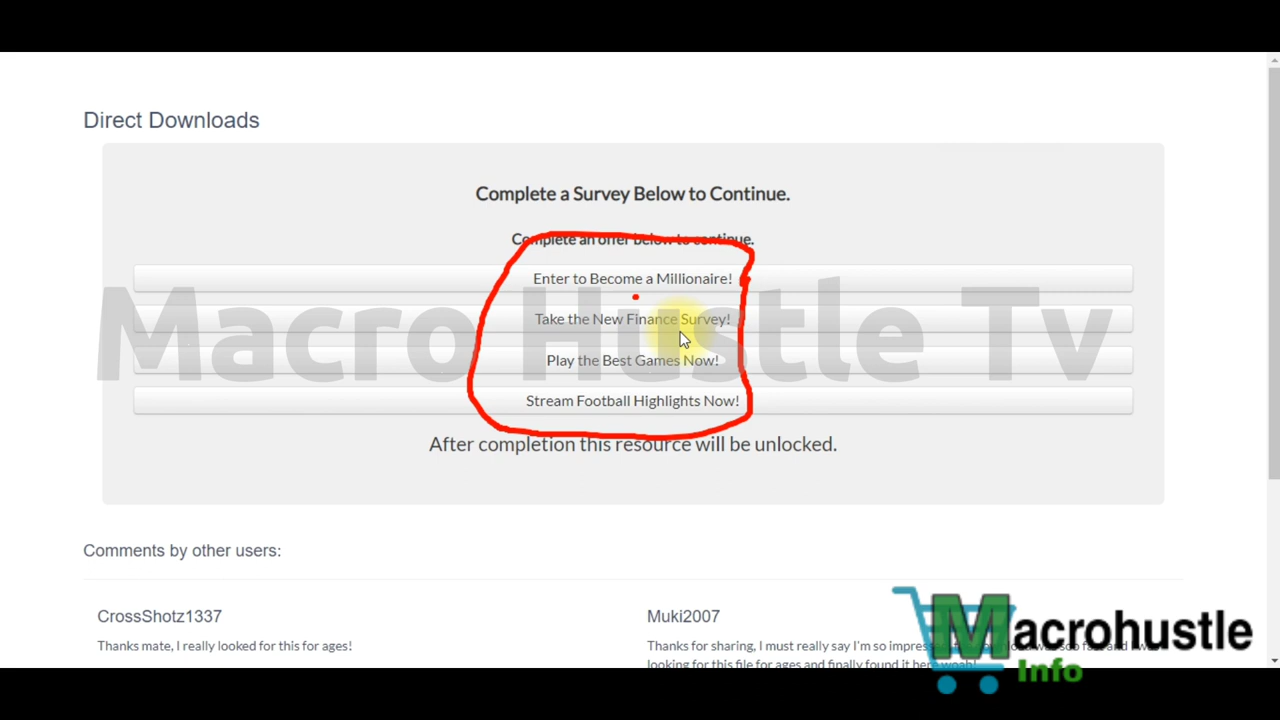 Direct Downloads
Complete a Survey Below to Continue.
Complete an offer below to continue.
Enter to Become a Millionaire!
Take the New Finance Survey!
Play the Best Games Now!
Stream Football Highlights Now!
Macro Hustle Tv
After completion this resource will be unlocked.
Comments by other users:
CrossShotz1337
Muki2007
Thanks mate, I really looked for this for ages!
Thanks for sharing, I must really say I'm so impres
looking for this file for ages and finally found it here woah!
Macrohustle
Info